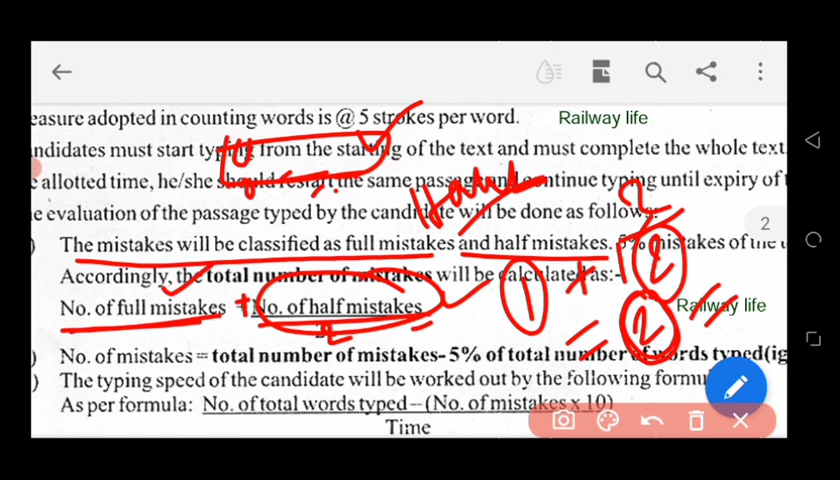 easure adopted in counting words is @ 5 strokes per word. Railway life
ndidates must start typing from the starting of the text and must complete the whole text.
e allotted time, he/she should restart the same passage and continue typing until expiry of
e evaluation of the passage typed by the candidate will be done as follows:
2
) The mistakes will be classified as full mistakes and half mistakes. 5% mistakes of the
Accordingly, the total number of mistakes will be calculated as:-
No. of full mistakes + No. of half mistakes
2
1 + 2
2
= 2 =
Railway life
) No. of mistakes = total number of mistakes- 5% of total number of words typed(ig
) The typing speed of the candidate will be worked out by the following formu
As per formula: No. of total words typed – (No. of mistakes x 10)
Time